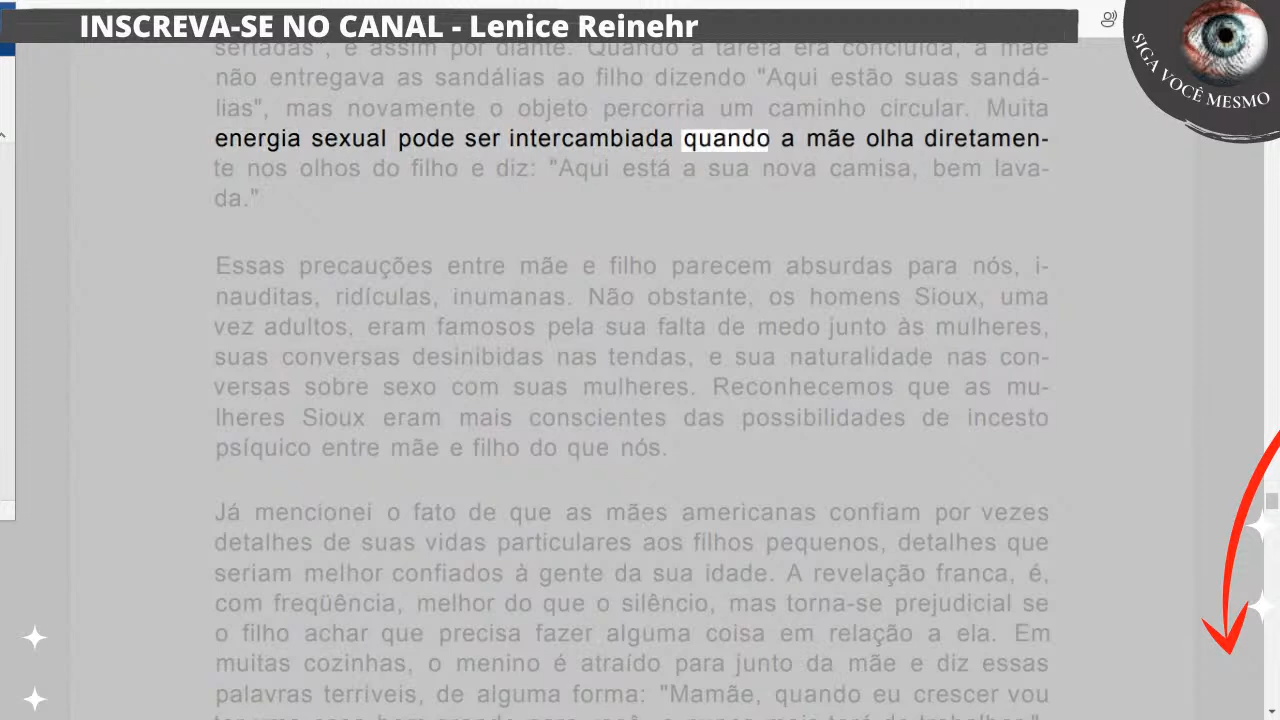 INSCREVA-SE NO CANAL - Lenice Reinehr
SIGA VOCÊ MESMO
sertadas", e assim por diante. Quando a tarefa era concluída, a mãe
não entregava as sandálias ao filho dizendo "Aqui estão suas sandá-
lias", mas novamente o objeto percorria um caminho circular. Muita
energia sexual pode ser intercambiada quando a mãe olha diretamen-
te nos olhos do filho e diz: "Aqui está a sua nova camisa, bem lava-
da."
Essas precauções entre mãe e filho parecem absurdas para nós, i-
nauditas, ridículas, inumanas. Não obstante, os homens Sioux, uma
vez adultos, eram famosos pela sua falta de medo junto às mulheres,
suas conversas desinibidas nas tendas, e sua naturalidade nas con-
versas sobre sexo com suas mulheres. Reconhecemos que as mu-
lheres Sioux eram mais conscientes das possibilidades de incesto
psíquico entre mãe e filho do que nós.
Já mencionei o fato de que as mães americanas confiam por vezes
detalhes de suas vidas particulares aos filhos pequenos, detalhes que
seriam melhor confiados à gente da sua idade. A revelação franca, é,
com freqüência, melhor do que o silêncio, mas torna-se prejudicial se
o filho achar que precisa fazer alguma coisa em relação a ela. Em
muitas cozinhas, o menino é atraído para junto da mãe e diz essas
palavras terríveis, de alguma forma: "Mamãe, quando eu crescer vou